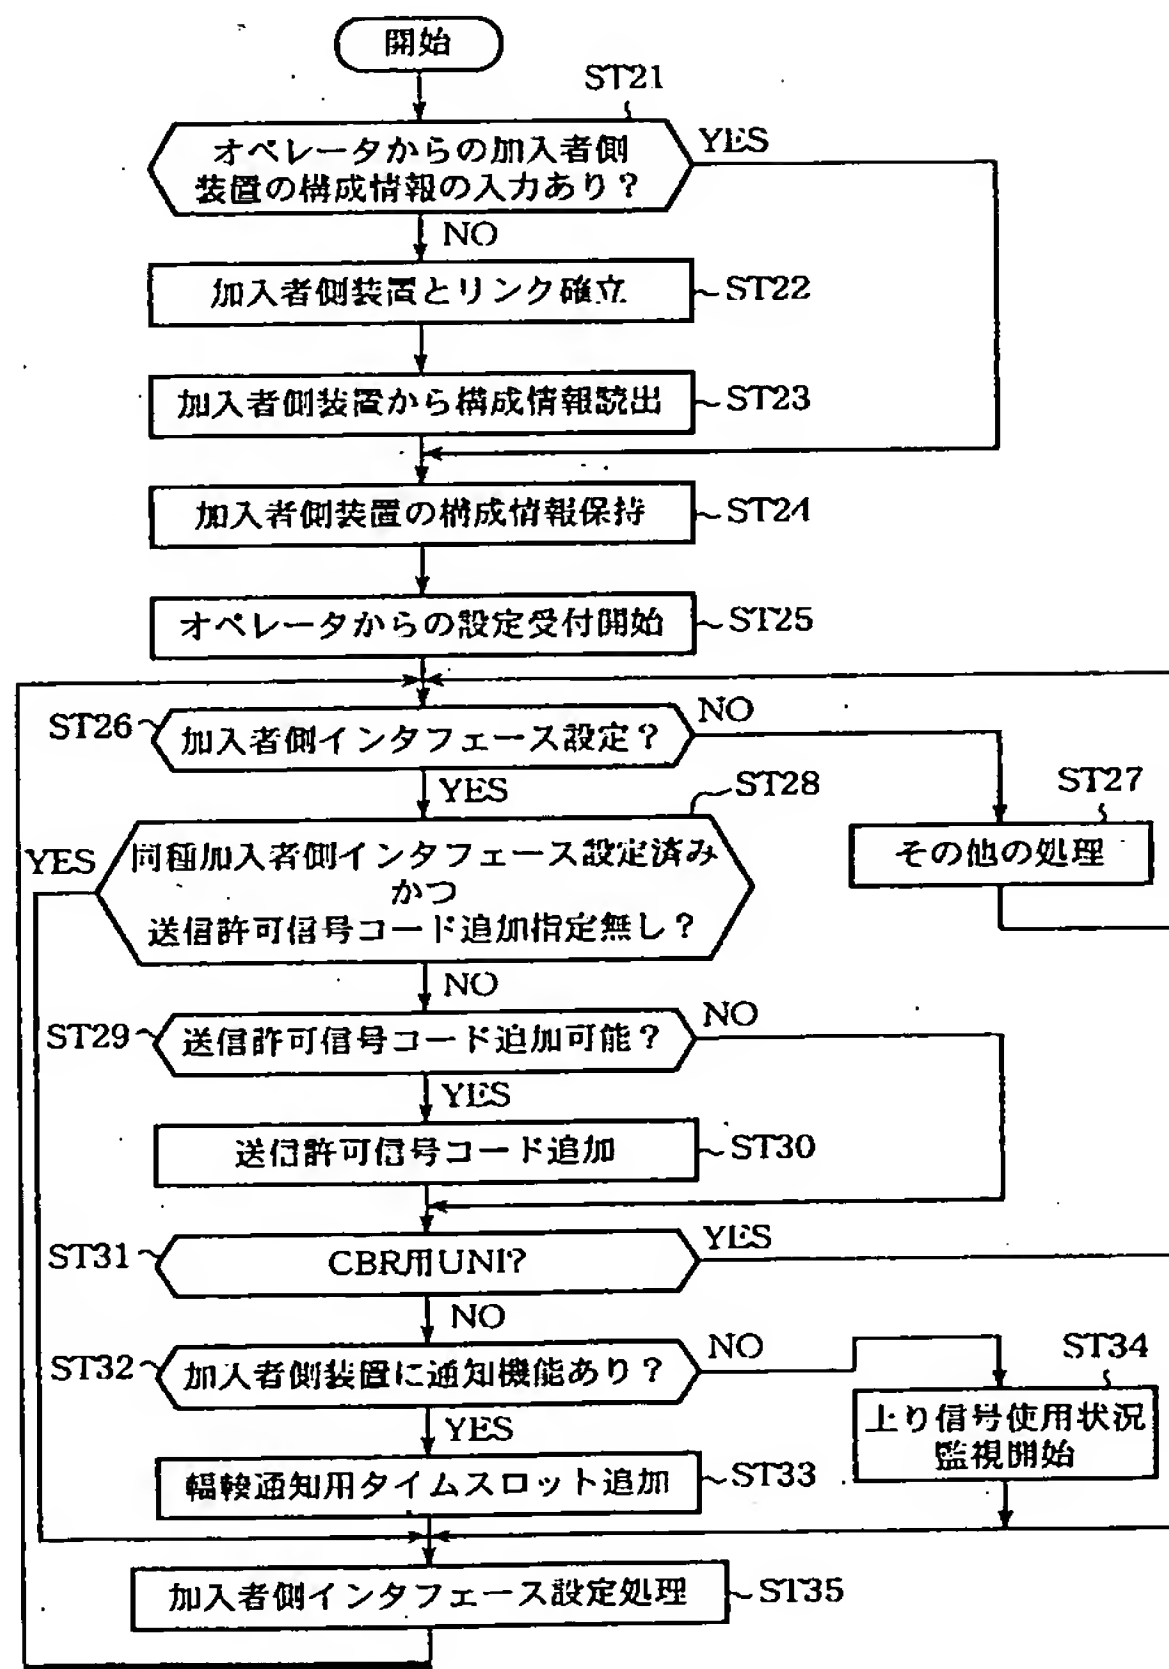 開始
ST21
オペレータからの加入者側
装置の構成情報の入力あり？
YES
NO
加入者側装置とリンク確立
ST22
加入者側装置から構成情報読出
ST23
加入者側装置の構成情報保持
ST24
オペレータからの設定受付開始
ST25
ST26
加入者側インタフェース設定？
NO
YES
ST27
その他の処理
ST28
YES
同種加入者側インタフェース設定済み
かつ
送信許可信号コード追加指定無し？
NO
ST29
送信許可信号コード追加可能？
NO
YES
送信許可信号コード追加
ST30
ST31
CBR用UNI?
YES
NO
ST32
加入者側装置に通知機能あり？
NO
YES
ST34
上り信号使用状況
監視開始
輻輳通知用タイムスロット追加
ST33
加入者側インタフェース設定処理
ST35